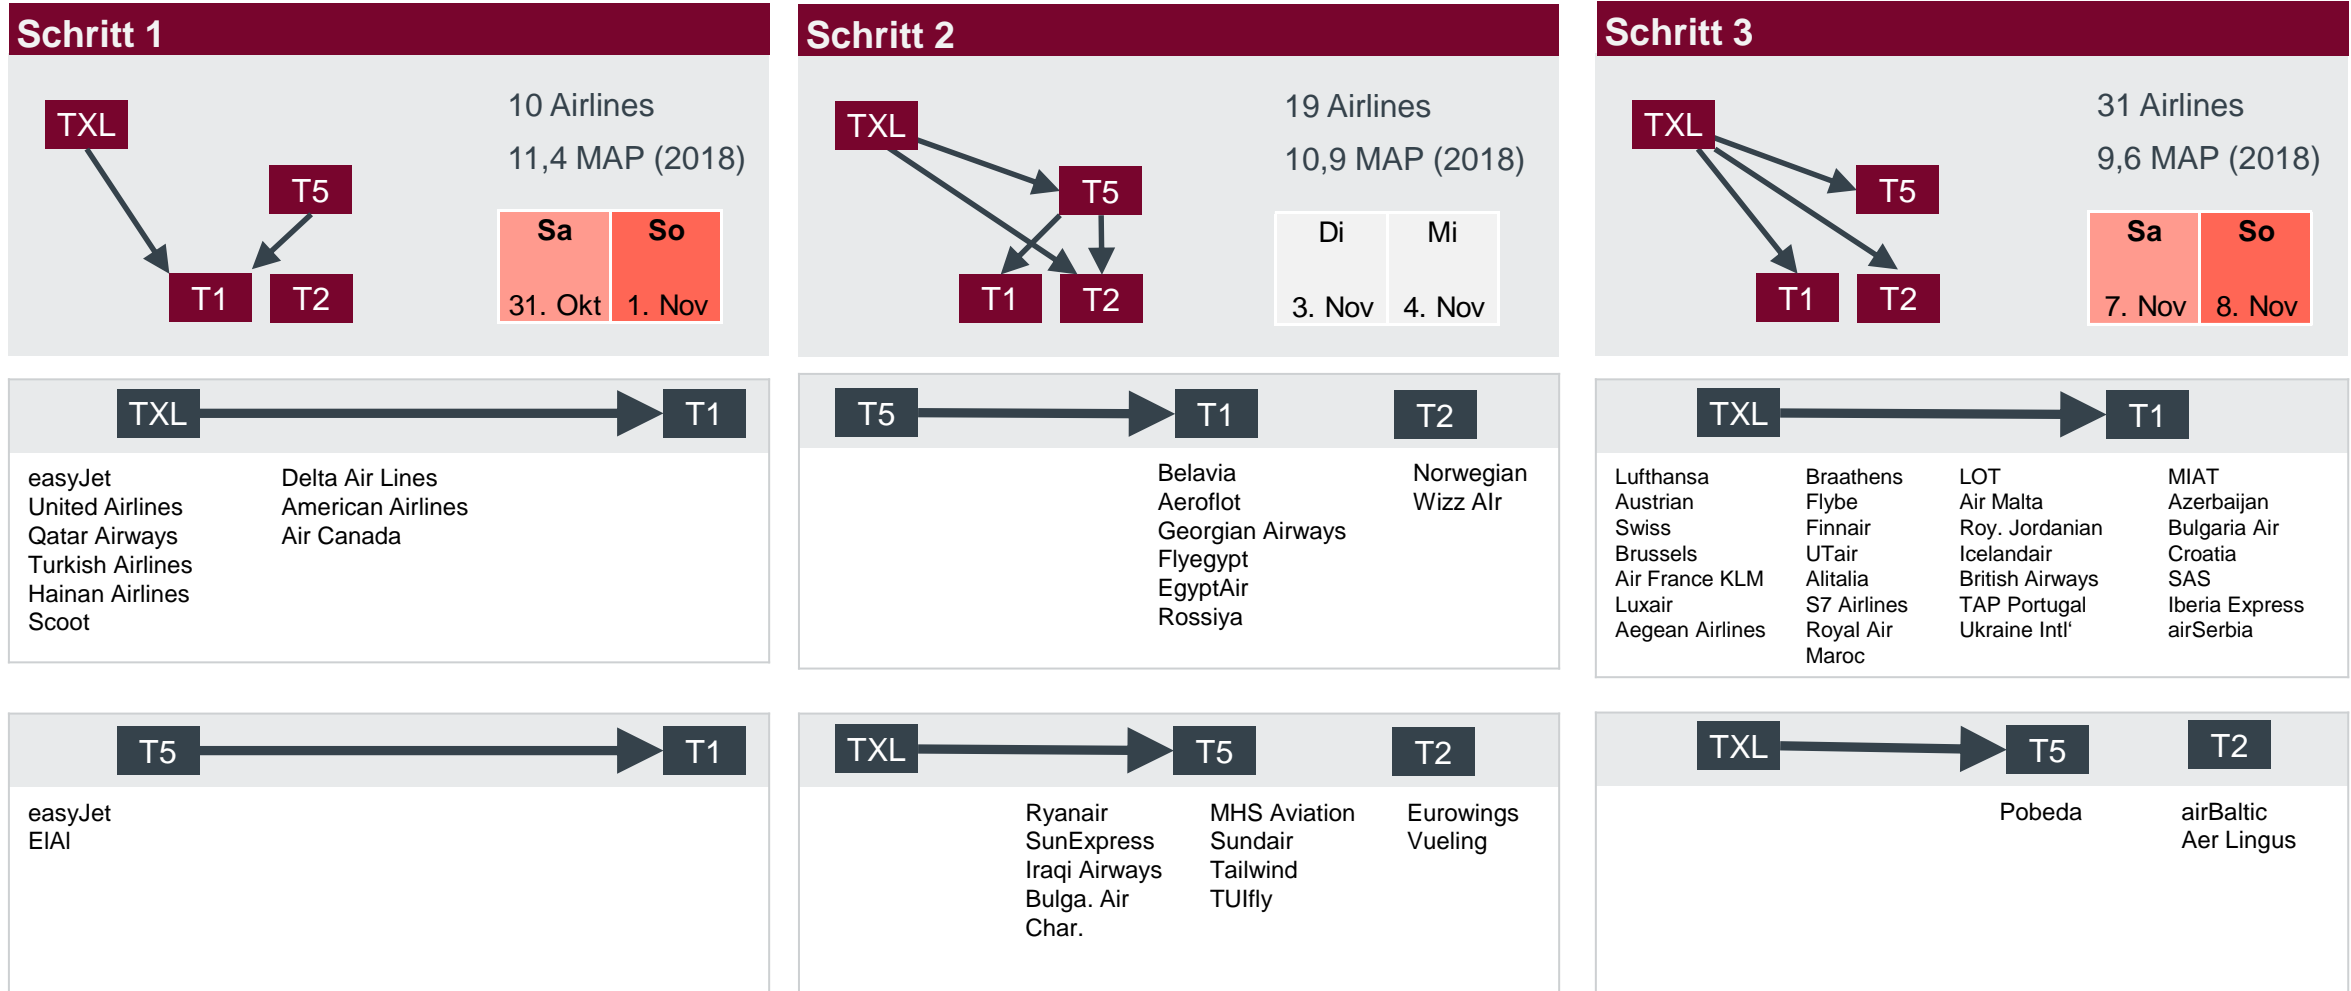 Schritt 1
TXL
T5
T1
T2
10 Airlines
11,4 MAP (2018)
Sa
So
31. Okt
1. Nov
TXL
T1
easyJet
United Airlines
Qatar Airways
Turkish Airlines
Hainan Airlines
Scoot
Delta Air Lines
American Airlines
Air Canada
T5
T1
easyJet
ElAl
Schritt 2
TXL
T5
T1
T2
19 Airlines
10,9 MAP (2018)
Di
Mi
3. Nov
4. Nov
T5
T1
T2
Belavia
Aeroflot
Georgian Airways
Flyegypt
EgyptAir
Rossiya
Norwegian
Wizz AIr
TXL
T5
T2
Ryanair
SunExpress
Iraqi Airways
Bulga. Air
Char.
MHS Aviation
Sundair
Tailwind
TUIfly
Eurowings
Vueling
Schritt 3
TXL
T5
T1
T2
31 Airlines
9,6 MAP (2018)
Sa
So
7. Nov
8. Nov
TXL
T1
Lufthansa
Austrian
Swiss
Brussels
Air France KLM
Luxair
Aegean Airlines
Braathens
Flybe
Finnair
UTair
Alitalia
S7 Airlines
Royal Air
Maroc
LOT
Air Malta
Roy. Jordanian
Icelandair
British Airways
TAP Portugal
Ukraine Intl‘
MIAT
Azerbaijan
Bulgaria Air
Croatia
SAS
Iberia Express
airSerbia
TXL
T5
T2
Pobeda
airBaltic
Aer Lingus